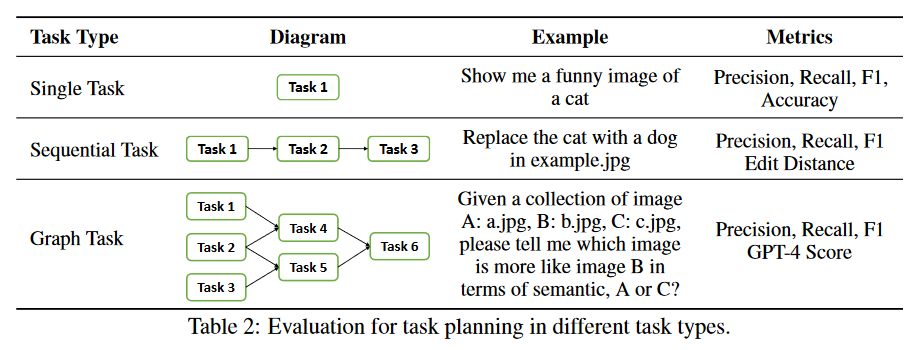 Task Type Diagram Example Metrics
Single Task
Task 1
Show me a funny image of
a cat
Precision, Recall, F1,
Accuracy
Sequential Task
Task 1 Task 2 Task 3
Replace the cat with a dog
in example.jpg
Precision, Recall, F1
Edit Distance
Graph Task
Task 1
Task 2
Task 3
Task 4
Task 5
Task 6
Given a collection of image
A: a.jpg, B: b.jpg, C: c.jpg,
please tell me which image
is more like image B in
terms of semantic, A or C?
Precision, Recall, F1
GPT-4 Score
Table 2: Evaluation for task planning in different task types.